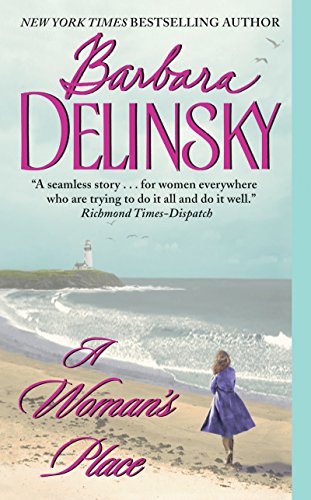 NEW YORK TIMES BESTSELLING AUTHOR
Barbara
DELINSKY
“A seamless story . . . for women everywhere
who are trying to do it all and do it well.”
Richmond Times-Dispatch
A
Woman's
Place